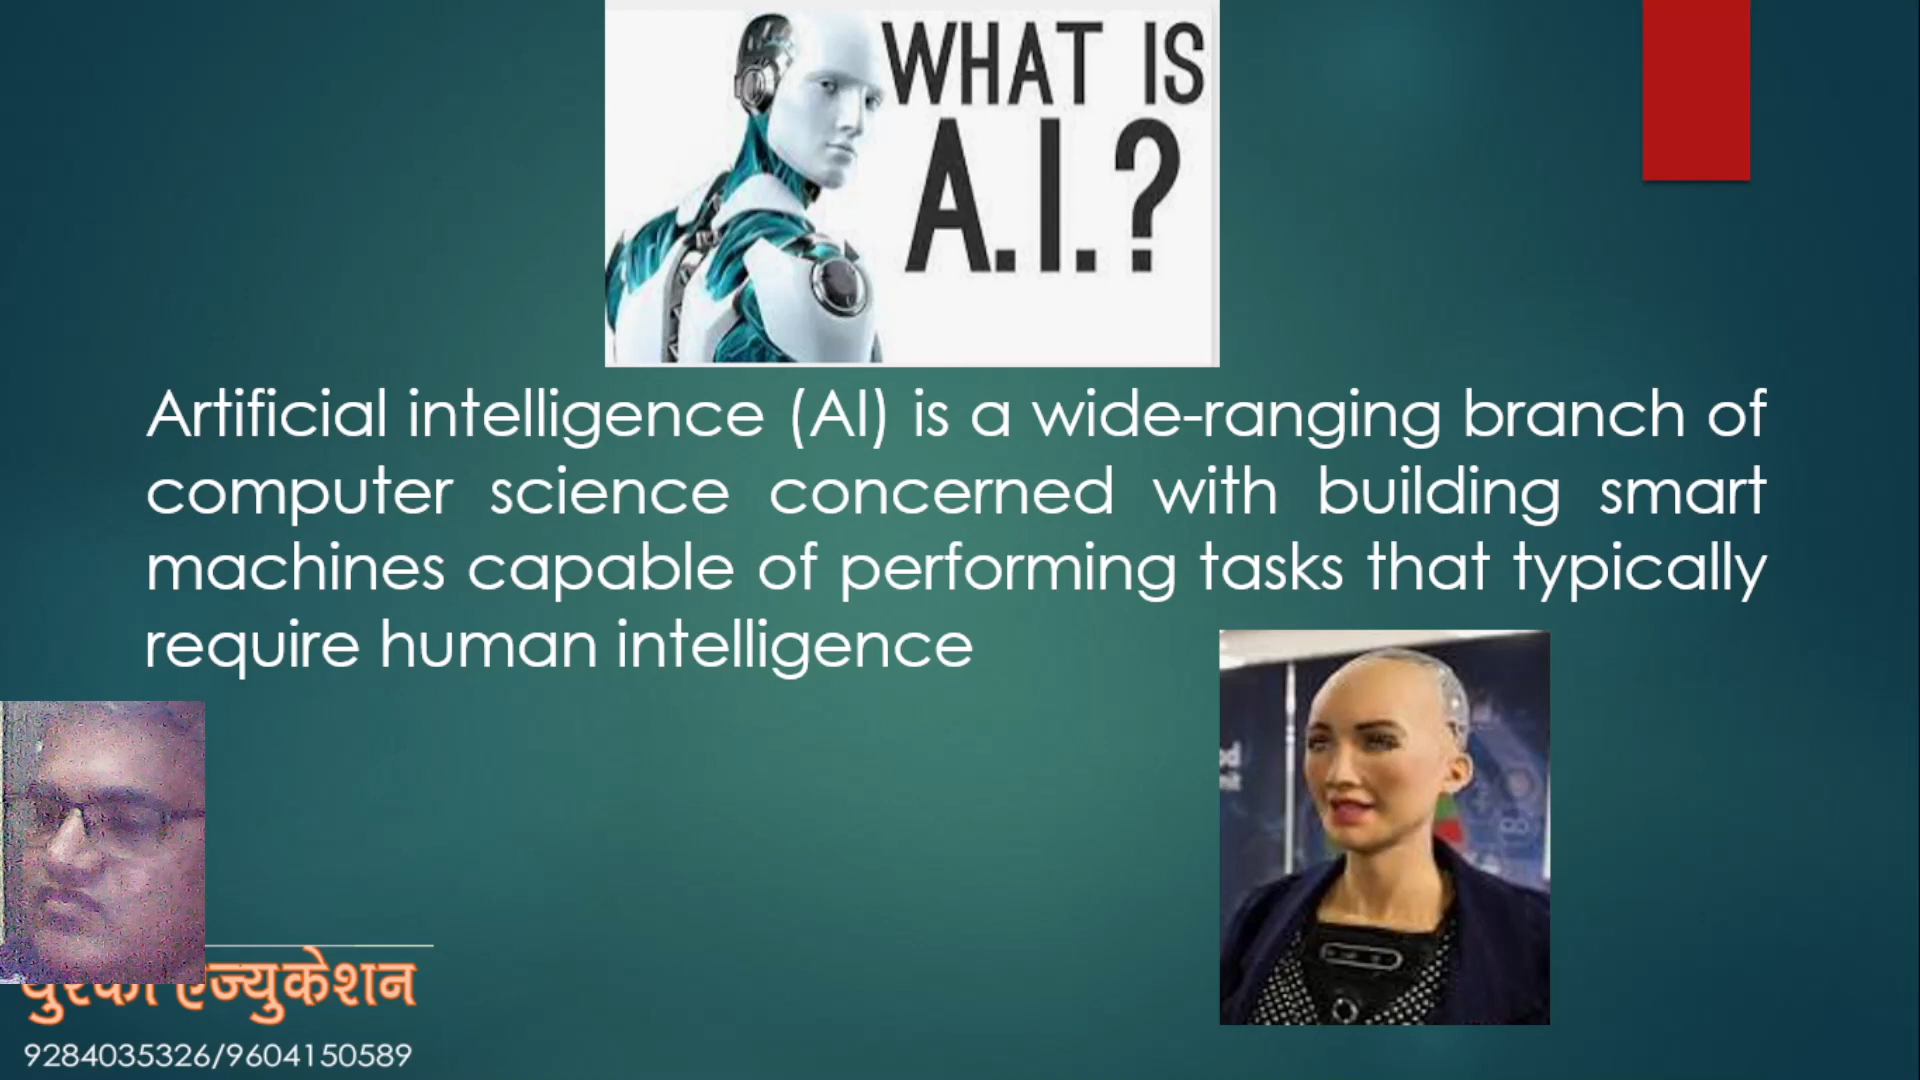 WHAT IS
A.I.?
Artificial intelligence (AI) is a wide-ranging branch of
computer science concerned with building smart
machines capable of performing tasks that typically
require human intelligence
एज्युकेशन
9284035326/9604150589